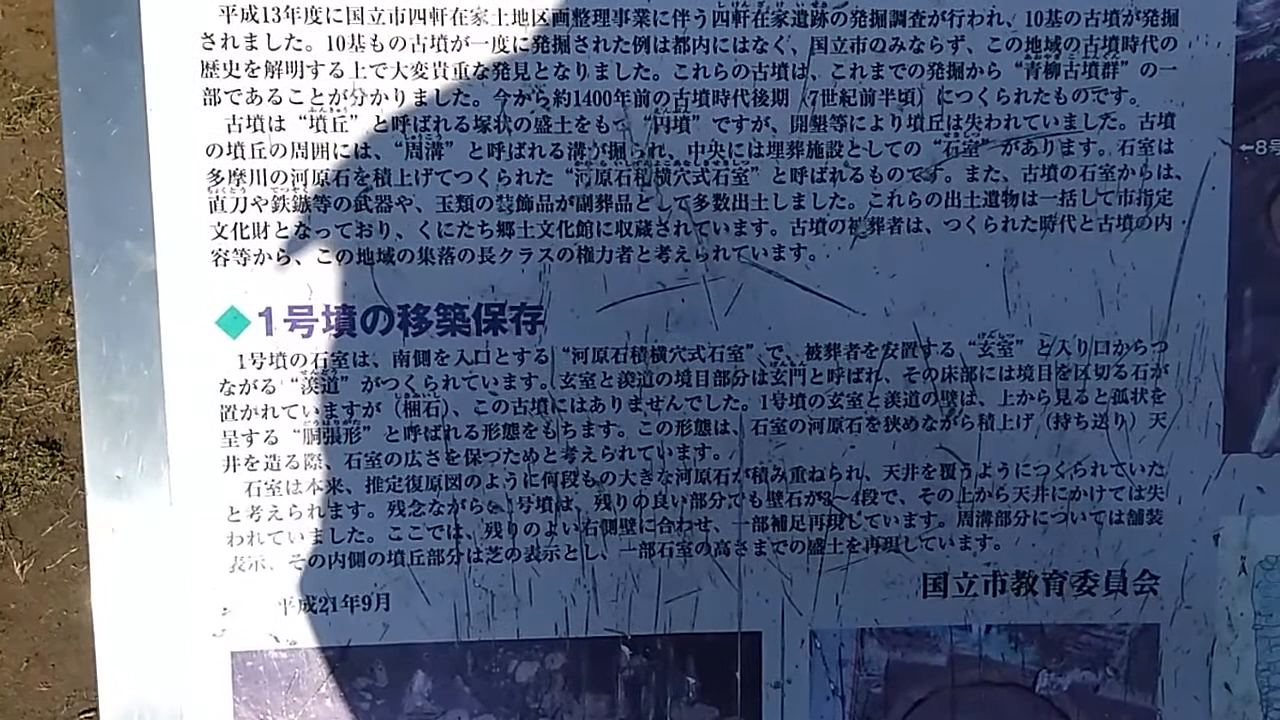 平成13年度に国立市四軒在家土地区画整理事業に伴う四軒在家遺跡の発掘調査が行われ、10基の古墳が発掘
されました。10基もの古墳が一度に発掘された例は都内にはなく、国立市のみならず、この地域の古墳時代の
歴史を解明する上で大変貴重な発見となりました。これらの古墳は、これまでの発掘から“青柳古墳群”の一
部であることが分かりました。今から約1400年前の古墳時代後期（7世紀前半頃）につくられたものです。
古墳は“墳丘”と呼ばれる塚状の盛土をもつ“円墳”ですが、開墾等により墳丘は失われていました。古墳
の墳丘の周囲には、“周溝”と呼ばれる溝が掘られ、中央には埋葬施設としての“石室”があります。石室は
多摩川の河原石を積上げてつくられた“河原石積横穴式石室”と呼ばれるものです。また、古墳の石室からは、
直刀や鉄鏃等の武器や、玉類の装飾品が副葬品として多数出土しました。これらの出土遺物は一括して市指定
文化財となっており、くにたち郷土文化館に収蔵されています。古墳の被葬者は、つくられた時代と古墳の内
容等から、この地域の集落の長クラスの権力者と考えられています。
◆1号墳の移築保存
1号墳の石室は、南側を入口とする“河原石積横穴式石室”で、被葬者を安置する“玄室”と入り口からつ
ながる“羨道”がつくられています。玄室と羨道の境目部分は玄門と呼ばれ、その床部には境目を区切る石が
置かれていますが（梱石）、この古墳にはありませんでした。1号墳の玄室と羨道の壁は、上から見ると孤状を
呈する“胴張形”と呼ばれる形態をもちます。この形態は、石室の河原石を狭めながら積上げ（持ち送り）天
井を造る際、石室の広さを保つためと考えられています。
石室は本来、推定復原図のように何段もの大きな河原石が積み重ねられ、天井を覆うようにつくられていた
と考えられます。残念ながら1号墳は、残りの良い部分でも壁石が3〜4段で、その上から天井にかけては失
われていました。ここでは、残りのよい右側壁に合わせ、一部補足再現しています。周溝部分については舗装
表示、その内側の墳丘部分は芝の表示とし、一部石室の高さまでの盛土を再現しています。
平成21年9月
国立市教育委員会
←8号